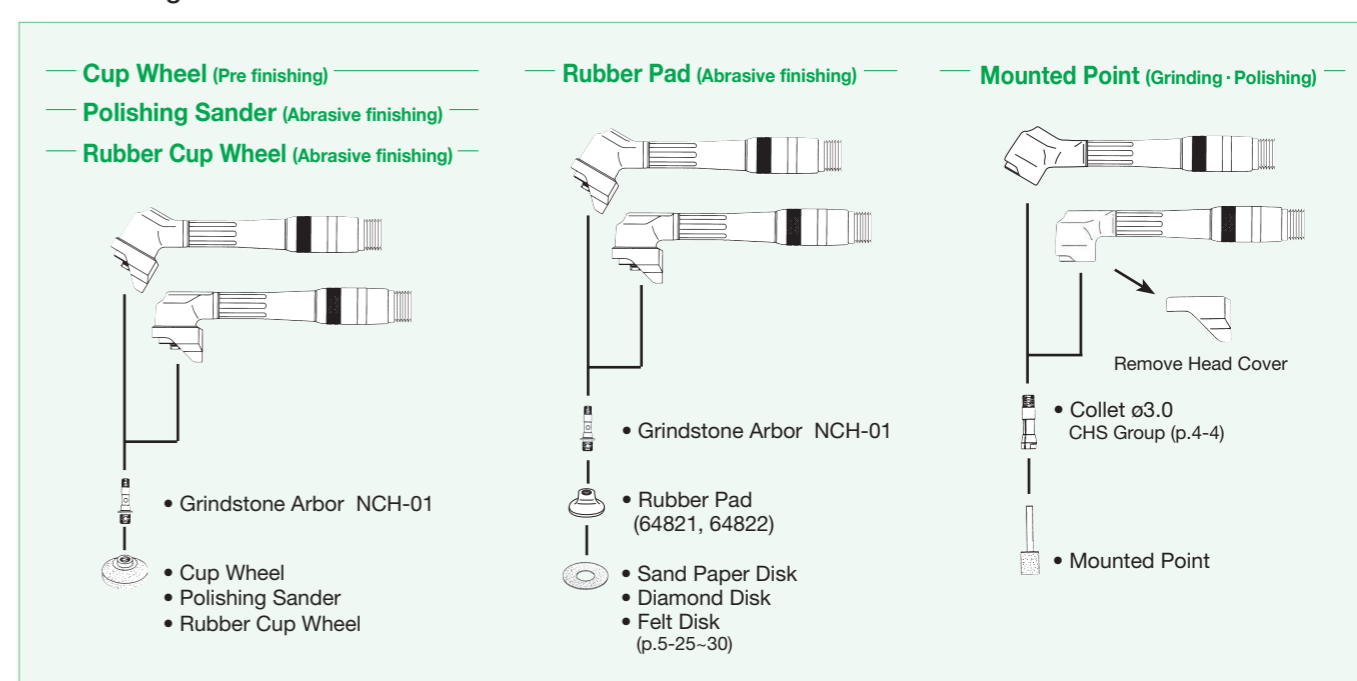 Cup Wheel (Pre finishing)
Polishing Sander (Abrasive finishing)
Rubber Cup Wheel (Abrasive finishing)
• Grindstone Arbor NCH-01
• Cup Wheel
• Polishing Sander
• Rubber Cup Wheel
Rubber Pad (Abrasive finishing)
• Grindstone Arbor NCH-01
• Rubber Pad
(64821, 64822)
• Sand Paper Disk
• Diamond Disk
• Felt Disk
(p.5-25~30)
Mounted Point (Grinding · Polishing)
Remove Head Cover
• Collet ø3.0
CHS Group (p.4-4)
• Mounted Point